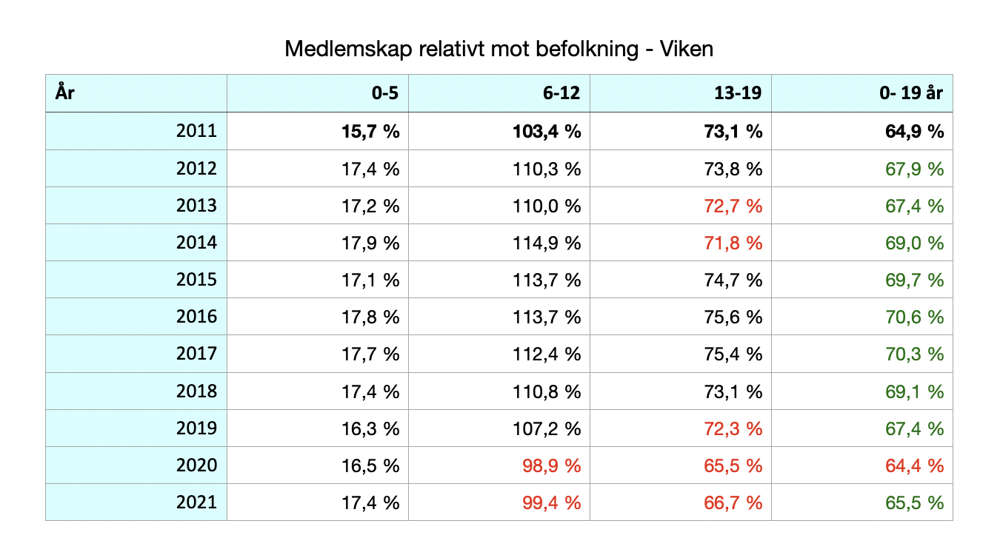 Medlemskap relativt mot befolkning - Viken
År 0-5 6-12 13-19 0- 19 år
2011 15,7 % 103,4 % 73,1 % 64,9 %
2012 17,4 % 110,3 % 73,8 % 67,9 %
2013 17,2 % 110,0 % 72,7 % 67,4 %
2014 17,9 % 114,9 % 71,8 % 69,0 %
2015 17,1 % 113,7 % 74,7 % 69,7 %
2016 17,8 % 113,7 % 75,6 % 70,6 %
2017 17,7 % 112,4 % 75,4 % 70,3 %
2018 17,4 % 110,8 % 73,1 % 69,1 %
2019 16,3 % 107,2 % 72,3 % 67,4 %
2020 16,5 % 98,9 % 65,5 % 64,4 %
2021 17,4 % 99,4 % 66,7 % 65,5 %